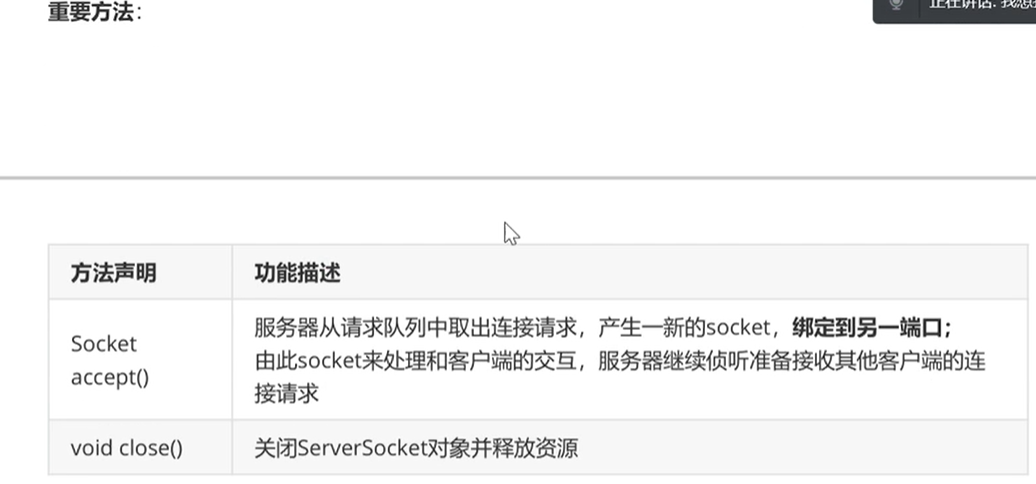 重要方法：
正在讲话: 我想
方法声明 功能描述
Socket
accept()
服务器从请求队列中取出连接请求，产生一新的socket，绑定到另一端口；
由此socket来处理和客户端的交互，服务器继续侦听准备接收其他客户端的连
接请求
void close() 关闭ServerSocket对象并释放资源